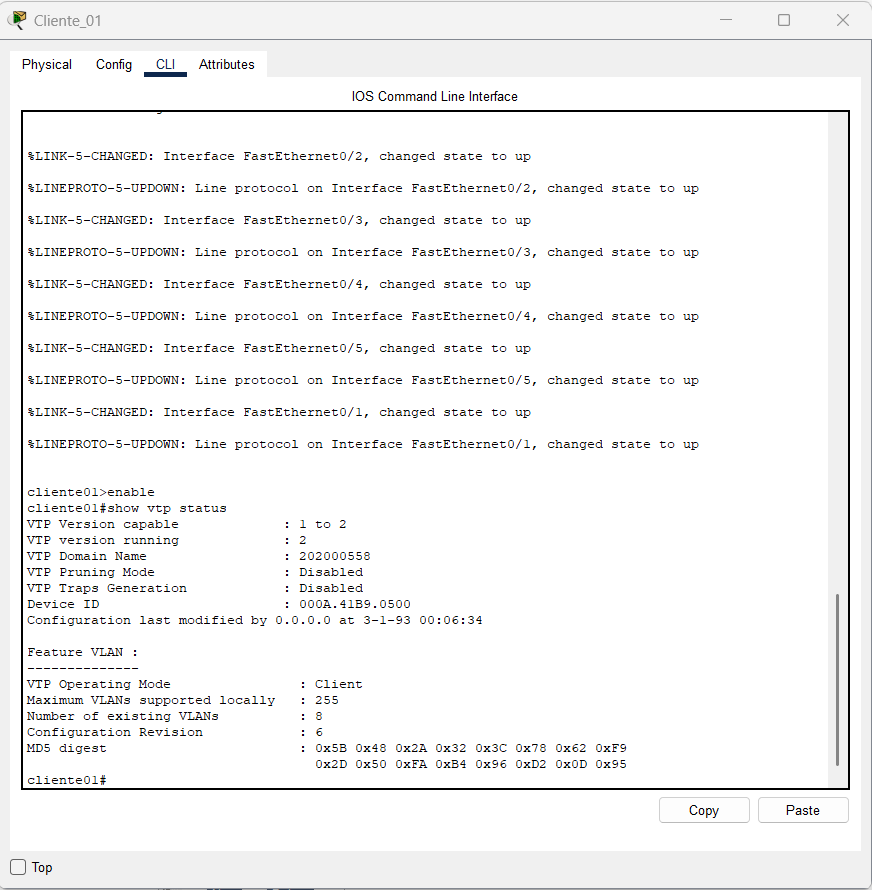 Cliente_01
Physical Config CLI Attributes
IOS Command Line Interface
%LINK-5-CHANGED: Interface FastEthernet0/2, changed state to up
%LINEPROTO-5-UPDOWN: Line protocol on Interface FastEthernet0/2, changed state to up
%LINK-5-CHANGED: Interface FastEthernet0/3, changed state to up
%LINEPROTO-5-UPDOWN: Line protocol on Interface FastEthernet0/3, changed state to up
%LINK-5-CHANGED: Interface FastEthernet0/4, changed state to up
%LINEPROTO-5-UPDOWN: Line protocol on Interface FastEthernet0/4, changed state to up
%LINK-5-CHANGED: Interface FastEthernet0/5, changed state to up
%LINEPROTO-5-UPDOWN: Line protocol on Interface FastEthernet0/5, changed state to up
%LINK-5-CHANGED: Interface FastEthernet0/1, changed state to up
%LINEPROTO-5-UPDOWN: Line protocol on Interface FastEthernet0/1, changed state to up
cliente01>enable
cliente01#show vtp status
VTP Version capable : 1 to 2
VTP version running : 2
VTP Domain Name : 202000558
VTP Pruning Mode : Disabled
VTP Traps Generation : Disabled
Device ID : 000A.41B9.0500
Configuration last modified by 0.0.0.0 at 3-1-93 00:06:34
Feature VLAN :
--------------
VTP Operating Mode : Client
Maximum VLANs supported locally : 255
Number of existing VLANs : 8
Configuration Revision : 6
MD5 digest : 0x5B 0x48 0x2A 0x32 0x3C 0x78 0x62 0xF9
0x2D 0x50 0xFA 0xB4 0x96 0xD2 0x0D 0x95
cliente01#
Copy Paste
Top